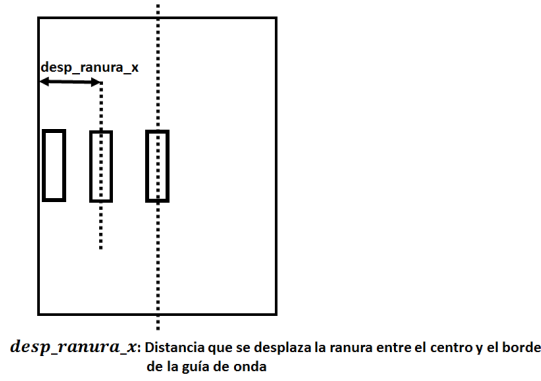 desp_ranura_x
desp_ranura_x: Distancia que se desplaza la ranura entre el centro y el borde
de la guía de onda